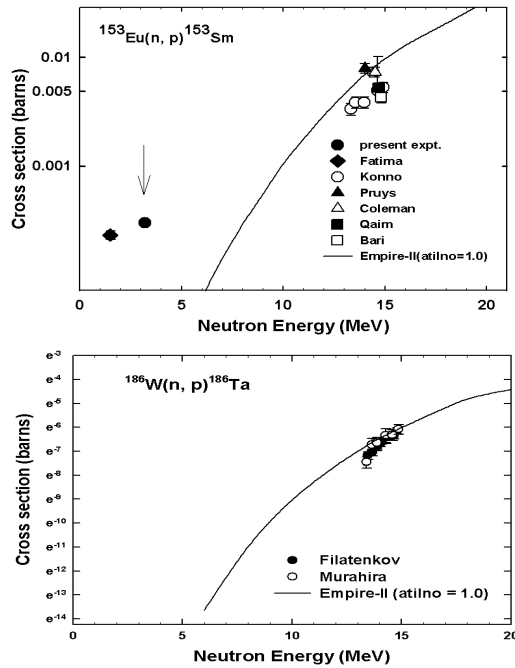 ¹⁵³Eu(n, p)¹⁵³Sm
0.01
0.005
0.001
Cross section (barns)
present expt.
Fatima
Konno
Pruys
Coleman
Qaim
Bari
Empire-II(atilno=1.0)
0 5 10 15 20
Neutron Energy (MeV)
¹⁸⁶W(n, p)¹⁸⁶Ta
e⁻³
e⁻⁴
e⁻⁵
e⁻⁶
e⁻⁷
e⁻⁸
e⁻⁹
e⁻¹⁰
e⁻¹¹
e⁻¹²
e⁻¹³
e⁻¹⁴
Cross section (barns)
Filatenkov
Murahira
Empire-II (atilno = 1.0)
0 5 10 15 20
Neutron Energy (MeV)